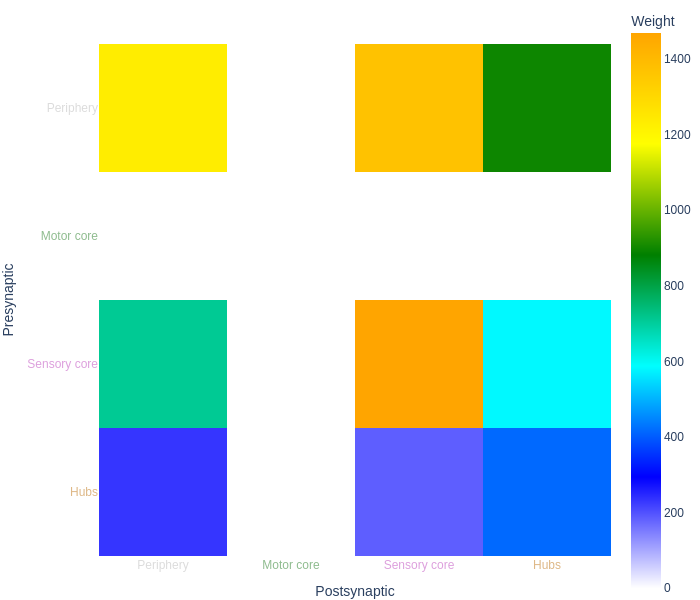 Weight
1400
1200
1000
800
600
400
200
0
Periphery
Motor core
Sensory core
Hubs
Presynaptic
Periphery
Motor core
Sensory core
Hubs
Postsynaptic